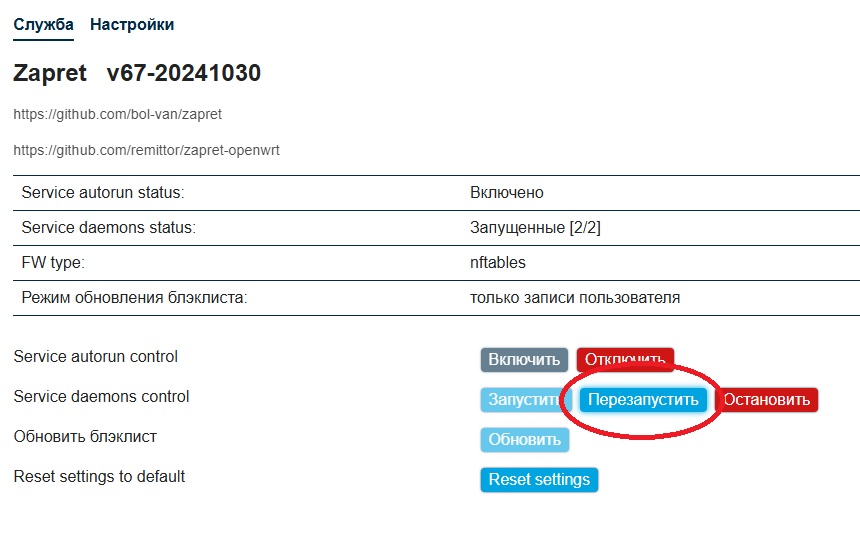 Служба Настройки
Zapret v67-20241030
https://github.com/bol-van/zapret
https://github.com/remittor/zapret-openwrt
Service autorun status: Включено
Service daemons status: Запущенные [2/2]
FW type: nftables
Режим обновления блэклиста: только записи пользователя
Service autorun control Включить Отключить
Service daemons control Запустить Перезапустить Остановить
Обновить блэклист Обновить
Reset settings to default Reset settings